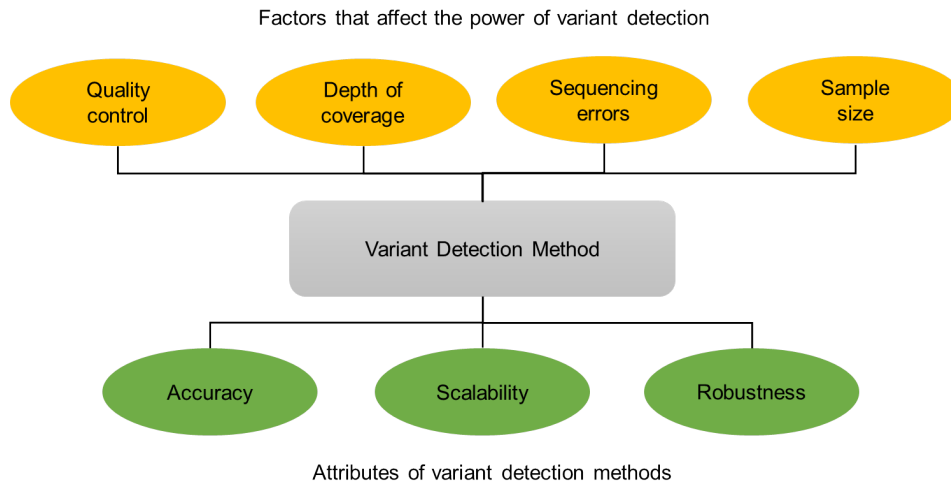 Factors that affect the power of variant detection
Quality
control
Depth of
coverage
Sequencing
errors
Sample
size
Variant Detection Method
Accuracy
Scalability
Robustness
Attributes of variant detection methods